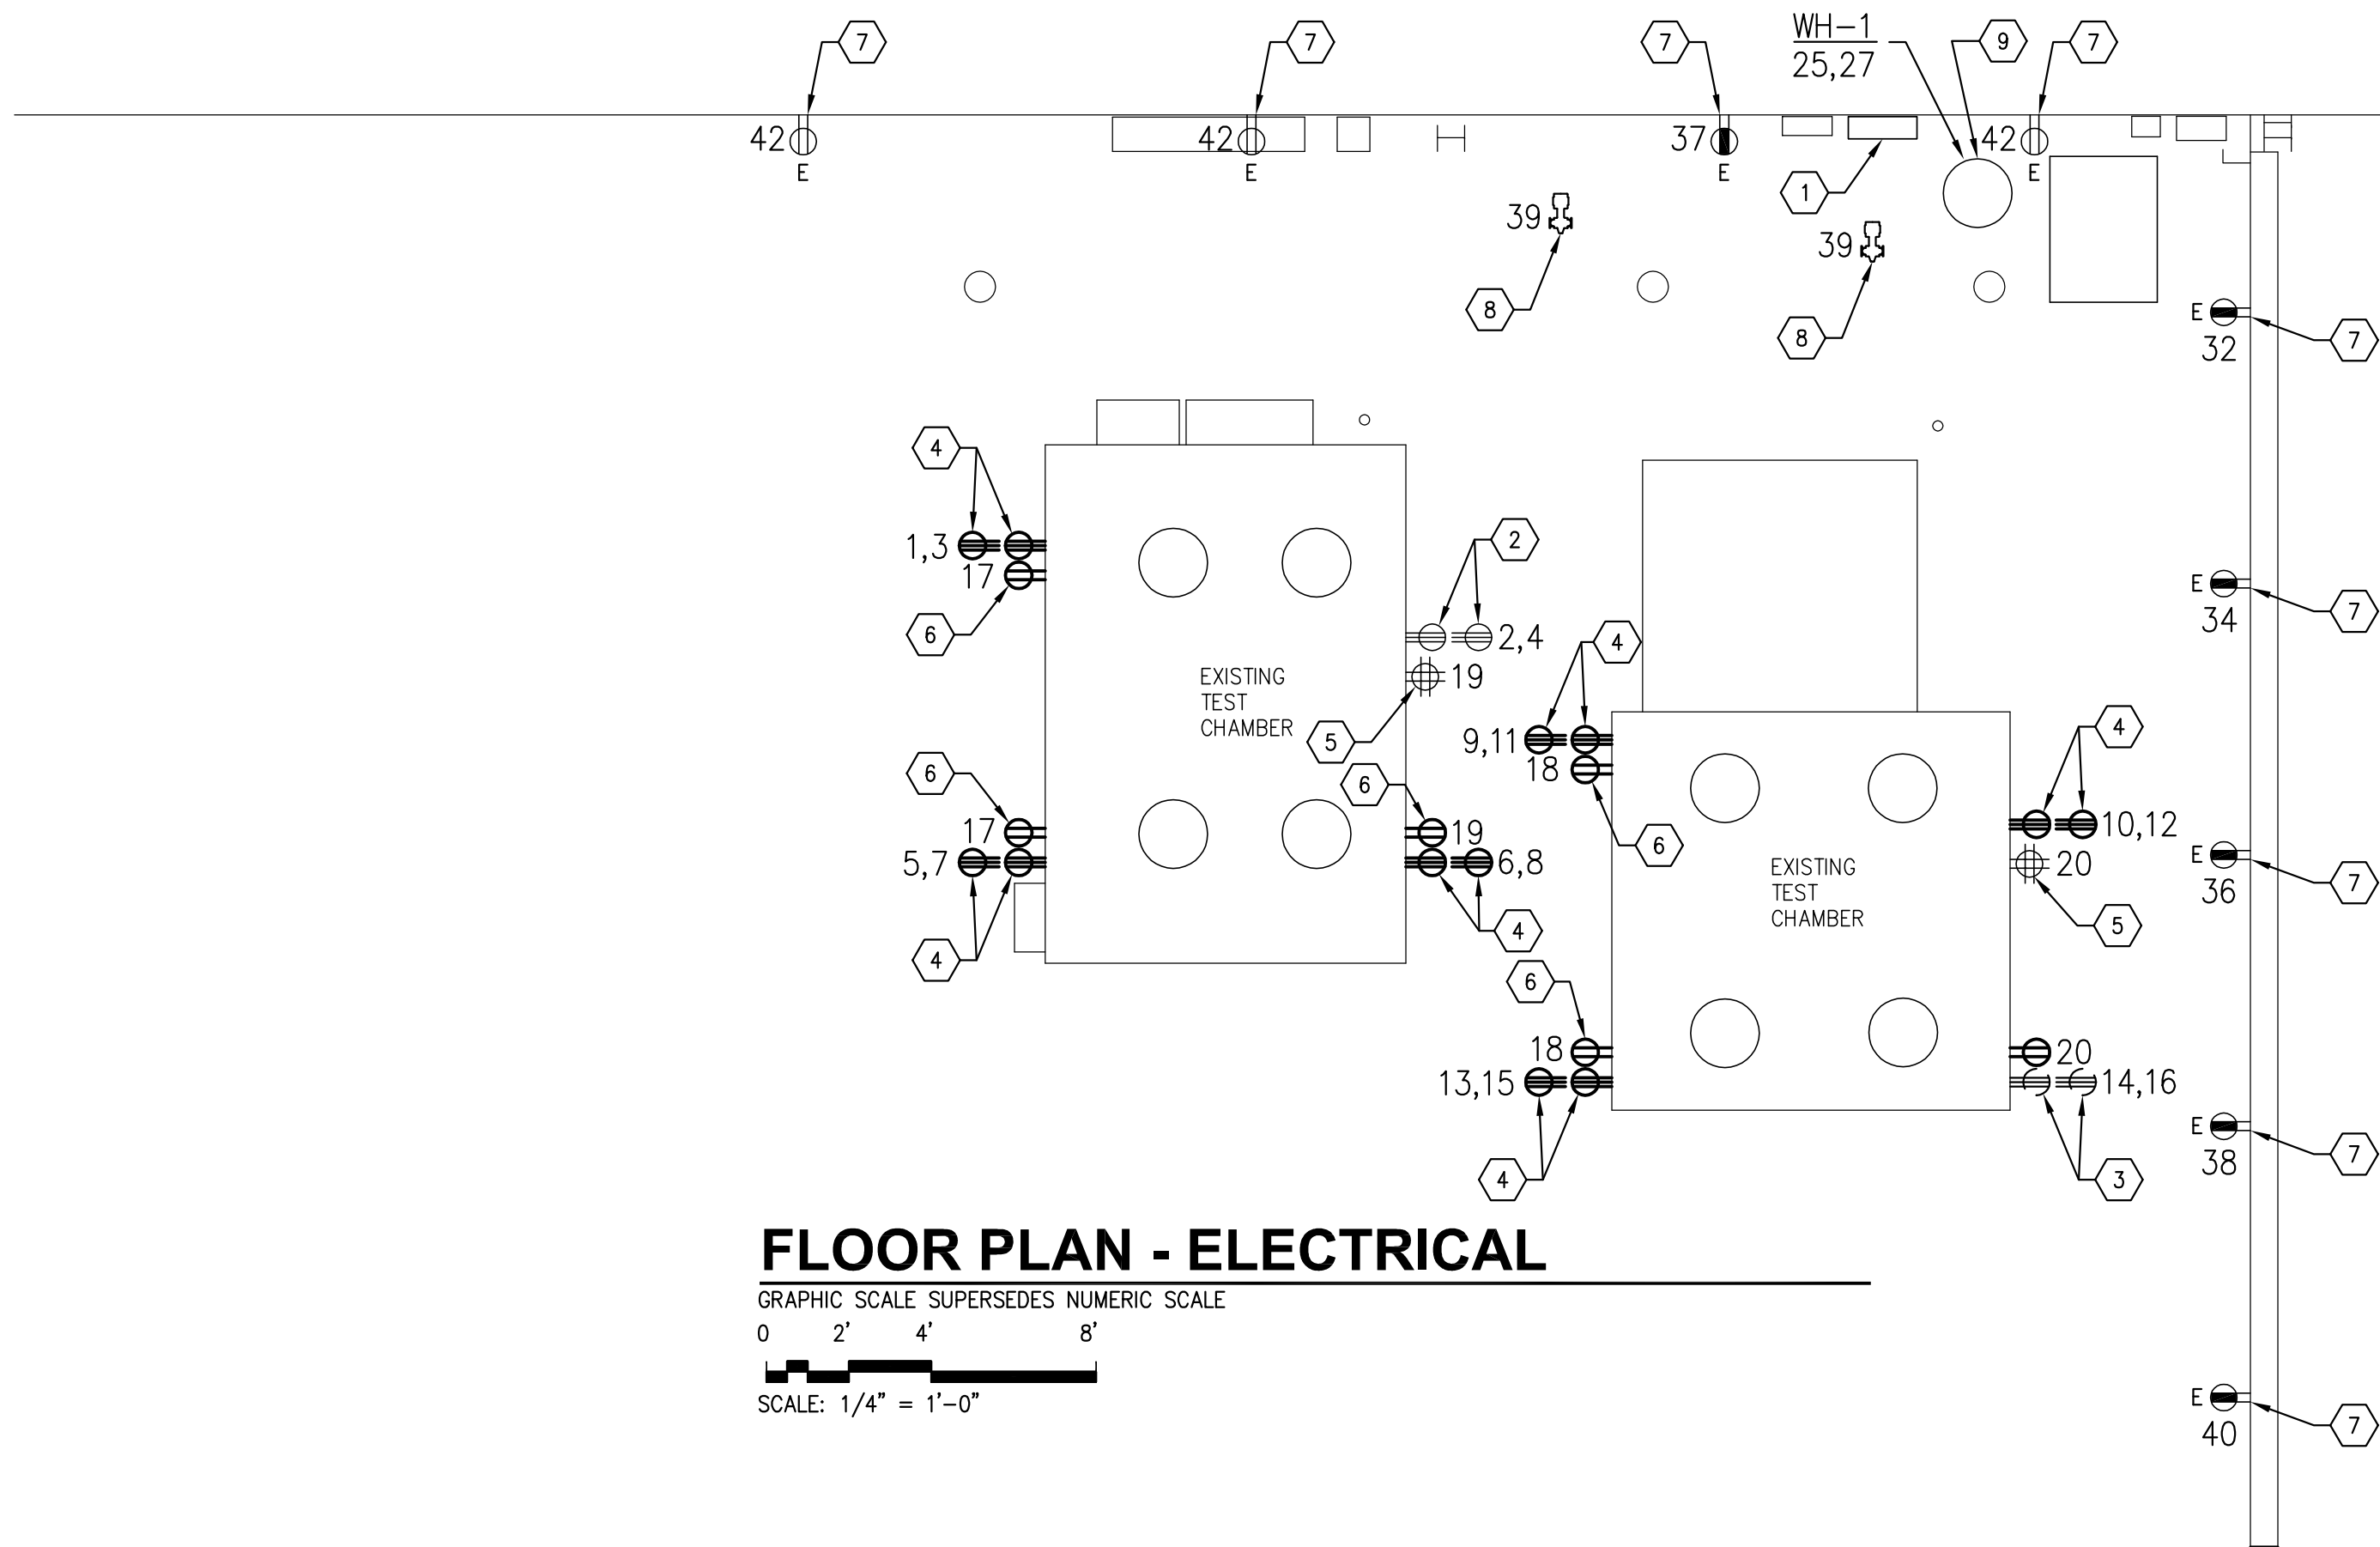 7
7
7
WH-1
9
7
25,27
42
42
37
42
E
E
E
E
1
39
39
8
8
E
7
32
4
1,3
17
2
6
2,4
19
4
E
7
34
EXISTING
TEST
CHAMBER
5
6
6
9,11
18
4
17
19
5,7
6,8
10,12
6
EXISTING
TEST
CHAMBER
20
E
7
36
4
4
5
6
18
20
13,15
14,16
4
3
E
7
38
FLOOR PLAN - ELECTRICAL
GRAPHIC SCALE SUPERSEDES NUMERIC SCALE
0 2' 4' 8'
SCALE: 1/4" = 1'-0"
E
7
40